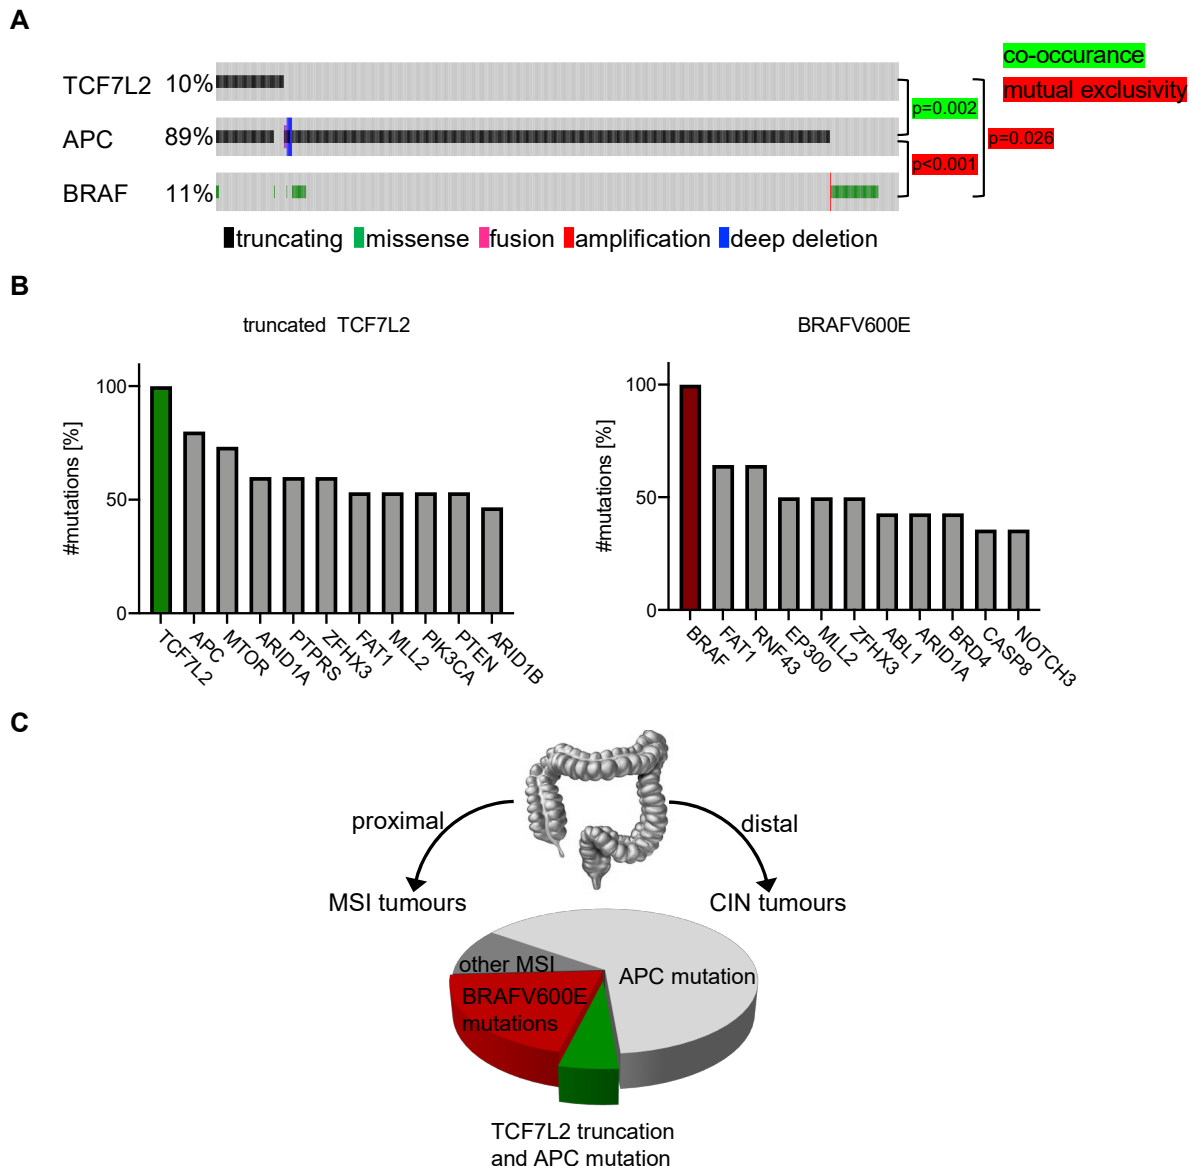 A
co-occurance
mutual exclusivity
TCF7L2 10%
p=0.002
APC 89%
p=0.026
p<0.001
BRAF 11%
truncating missense fusion amplification deep deletion
B
truncated TCF7L2
BRAFV600E
#mutations [%]
100
50
0
TCF7L2
APC
MTOR
ARID1A
PTPRS
ZFHX3
FAT1
MLL2
PIK3CA
PTEN
ARID1B
#mutations [%]
100
50
0
BRAF
FAT1
RNF43
EP300
MLL2
ZFHX3
ABL1
ARID1A
BRD4
CASP8
NOTCH3
C
proximal
distal
MSI tumours
CIN tumours
other MSI
APC mutation
BRAFV600E
mutations
TCF7L2 truncation
and APC mutation